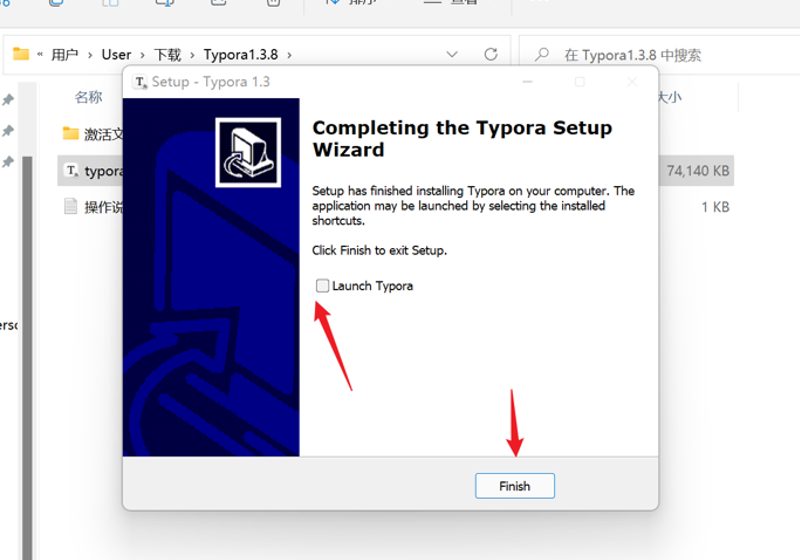 « 用户 › User › 下载 › Typora1.3.8 ›
在 Typora1.3.8 中搜索
Setup - Typora 1.3
名称
大小
激活文
typora
74,140 KB
操作说
1 KB
Completing the Typora Setup
Wizard
Setup has finished installing Typora on your computer. The
application may be launched by selecting the installed
shortcuts.
Click Finish to exit Setup.
Launch Typora
Finish